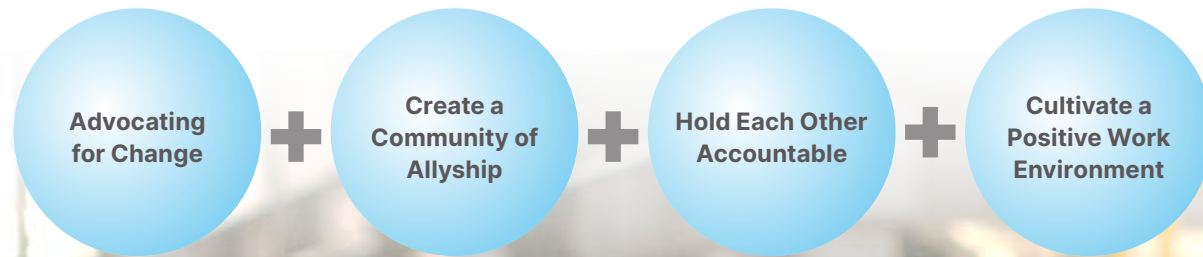 Advocating
for Change
Create a
Community of
Allyship
Hold Each Other
Accountable
Cultivate a
Positive Work
Environment